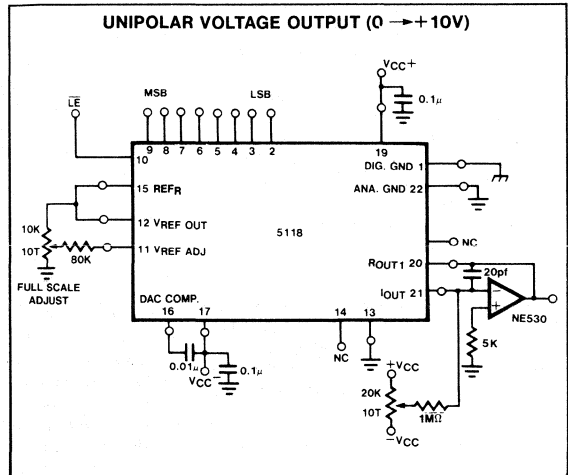 UNIPOLAR VOLTAGE OUTPUT (0 →+10V)
VCC+
MSB LSB
LE
0.1μ
9 8 7 6 5 4 3 2 19
10 DIG. GND 1
15 REFR ANA. GND 22
12 VREF OUT
5118
NC
10K
10T
80K
11 VREF ADJ
ROUT1 20
20pf
FULL SCALE
ADJUST
IOUT 21
− +
NE530
DAC COMP.
16 17 14 13
5K
NC
0.01μ
VCC−
0.1μ
+VCC
20K
10T
1MΩ
−VCC